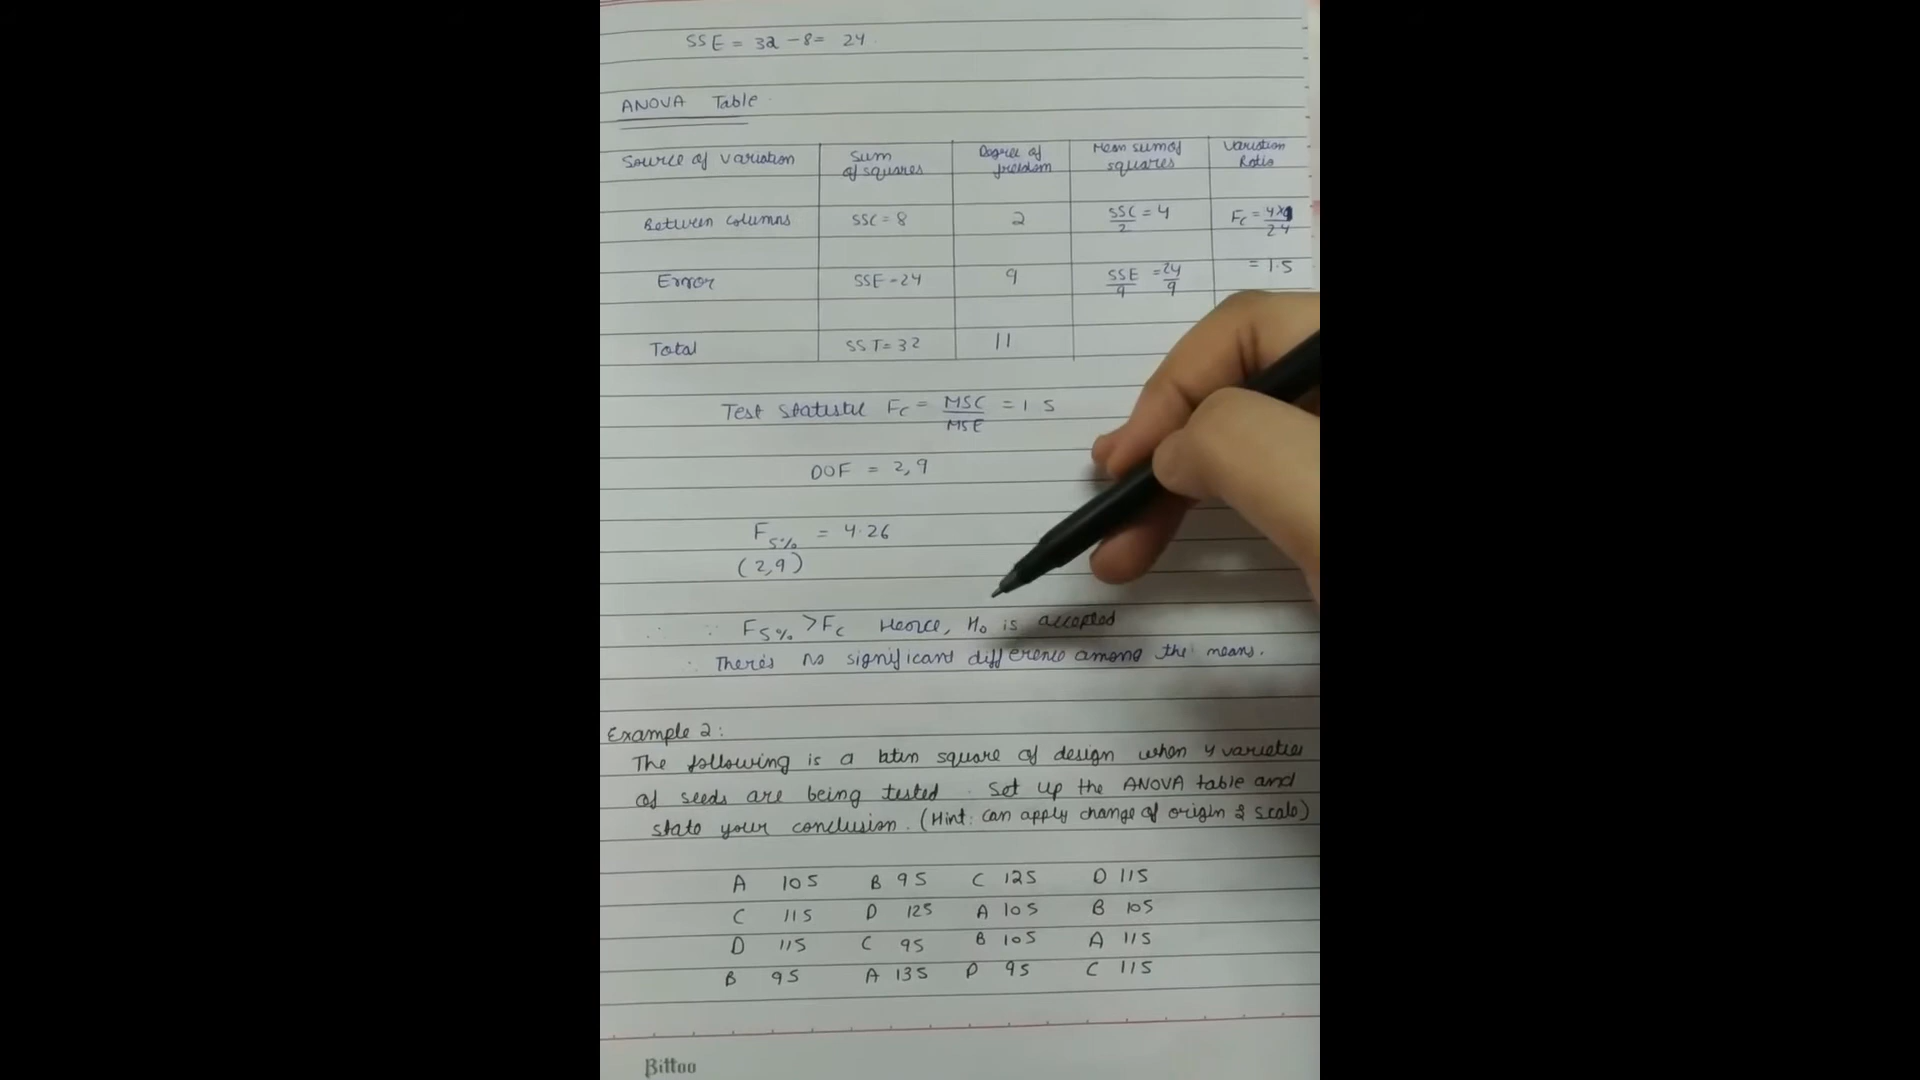 SSE = 32 - 8 = 24
ANOVA Table
Source of Variation Sum of squares Degree of freedom Mean sum of squares Variation Ratio
Between columns SSC = 8 2 SSC/2 = 4 Fc = 4×9/24
= 1.5
Error SSE = 24 9 SSE/9 = 24/9
Total SST = 32 11
Test Statistic Fc = MSC/MSE = 1.5
DOF = 2,9
F5% = 4.26
(2,9)
∴ ∵ F5% > Fc Hence, H0 is accepted
∴ There's no significant difference among the means.
Example 2:
The following is a latin square of design when 4 varieties
of seeds are being tested. Set up the ANOVA table and
state your conclusion. (Hint: can apply change of origin & scale)
A 105 B 95 C 125 D 115
C 115 D 125 A 105 B 105
D 115 C 95 B 105 A 115
B 95 A 135 D 95 C 115
Bittoo